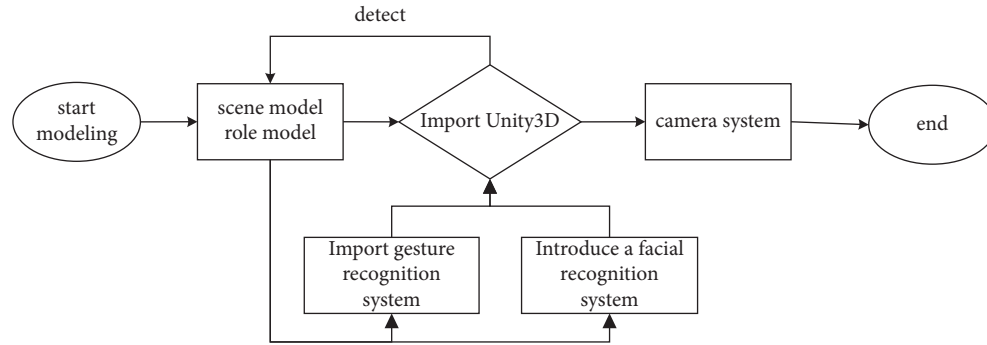 detect
start
modeling
scene model
role model
Import Unity3D
camera system
end
Import gesture
recognition
system
Introduce a facial
recognition
system